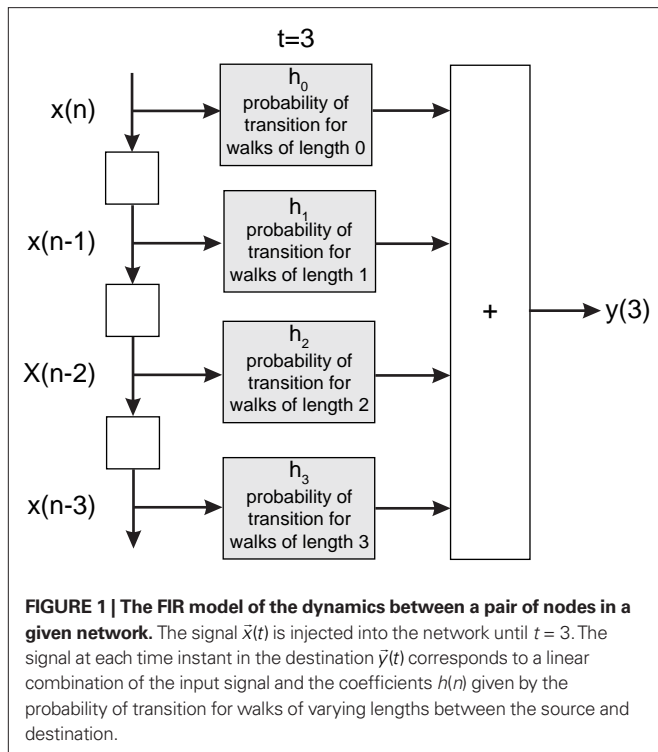 t=3
x(n)
h0
probability of
transition for
walks of length 0
x(n-1)
h1
probability of
transition for
walks of length 1
X(n-2)
h2
probability of
transition for
walks of length 2
x(n-3)
h3
probability of
transition for
walks of length 3
+
y(3)
FIGURE 1 | The FIR model of the dynamics between a pair of nodes in a
given network. The signal x⃗(t) is injected into the network until t = 3. The
signal at each time instant in the destination y⃗(t) corresponds to a linear
combination of the input signal and the coefficients h(n) given by the
probability of transition for walks of varying lengths between the source and
destination.